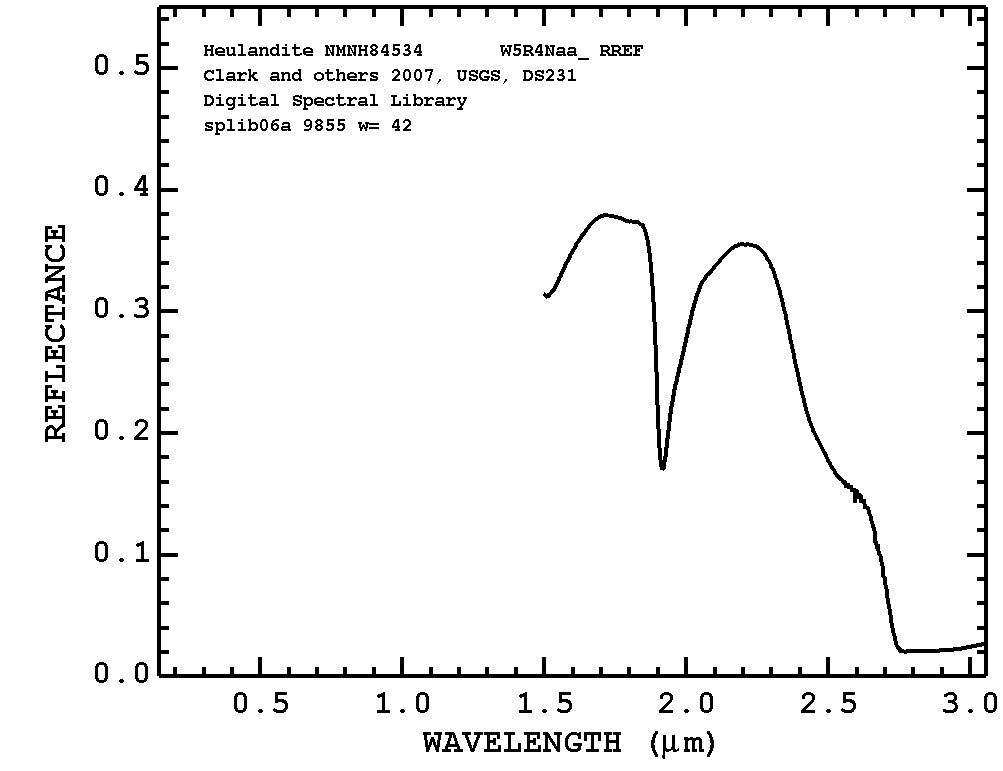 Heulandite NMNH84534 W5R4Naa_ RREF
Clark and others 2007, USGS, DS231
Digital Spectral Library
splib06a 9855 w= 42
REFLECTANCE
0.5
0.4
0.3
0.2
0.1
0.0
0.5 1.0 1.5 2.0 2.5 3.0
WAVELENGTH (μm)